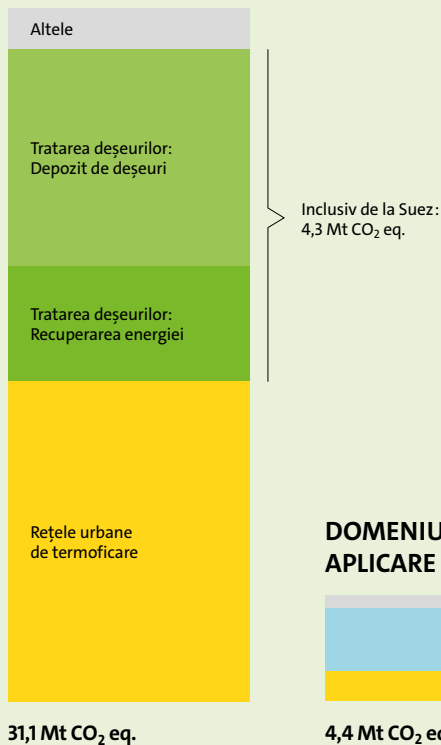 Altele
Tratarea deșeurilor:
Depozit de deșeuri
Inclusiv de la Suez:
4,3 Mt CO₂ eq.
Tratarea deșeurilor:
Recuperarea energiei
Rețele urbane
de termoficare
DOMENIU
APLICARE
31,1 Mt CO₂ eq.
4,4 Mt CO₂ eq